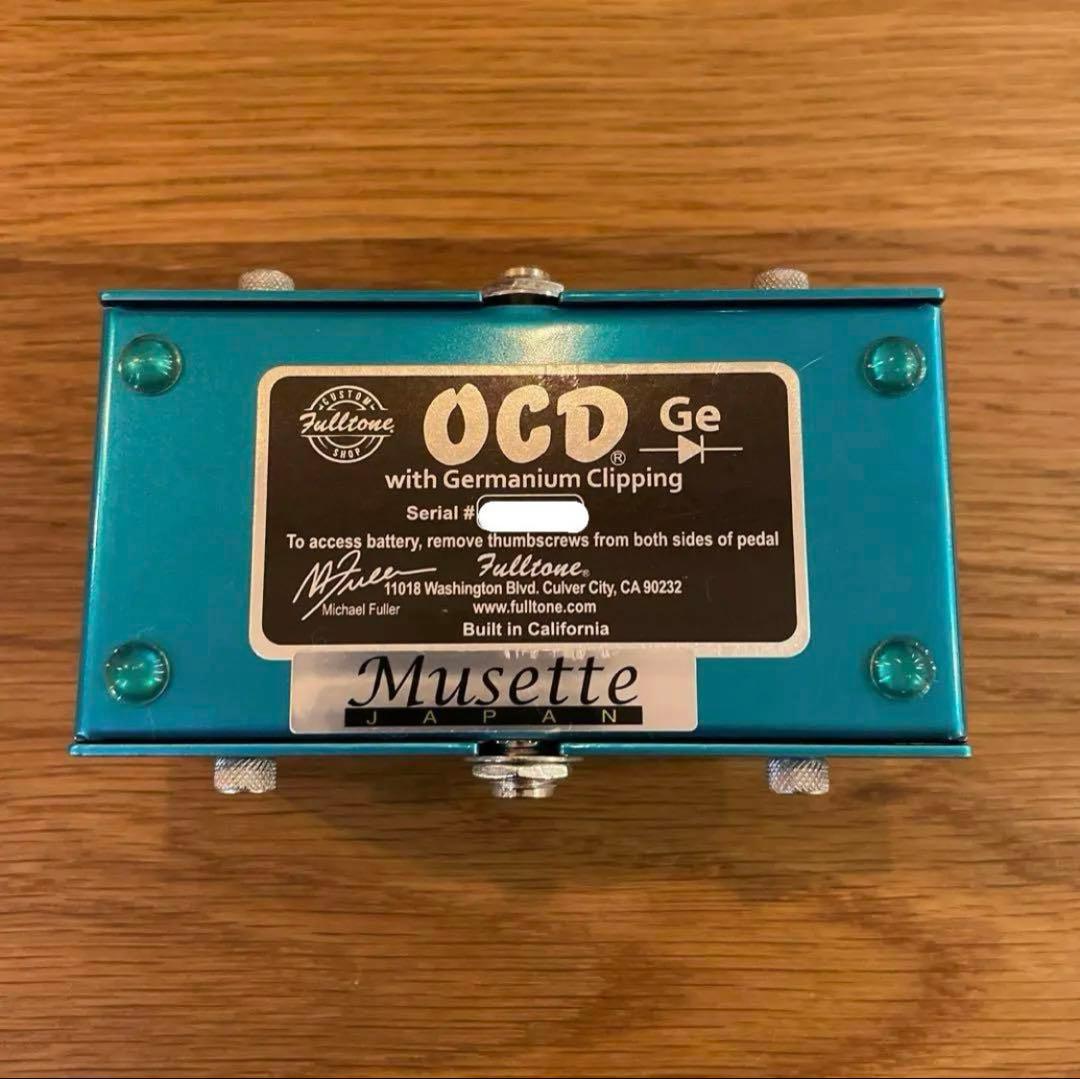 CUSTOM
Fulltone
SHOP
OCD® Ge
with Germanium Clipping
Serial #
To access battery, remove thumbscrews from both sides of pedal
Fulltone®
11018 Washington Blvd. Culver City, CA 90232
Michael Fuller
www.fulltone.com
Built in California
Musette
JAPAN